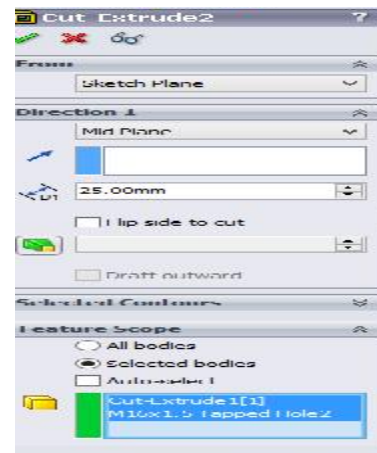 Cut-Extrude2 ?
From
Sketch Plane
Direction 1
Mid Plane
D1 25.00mm
Flip side to cut
Draft outward
Selected Contours
Feature Scope
All bodies
Selected bodies
Auto-select
Cut-Extrude1[1]
M16x1.5 Tapped Hole2